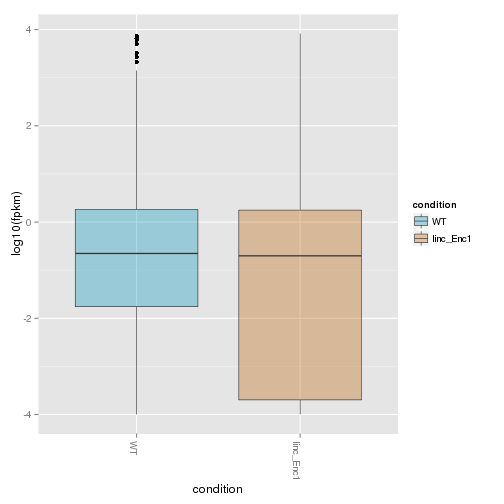 4
2
0
-2
-4
log10(fpkm)
WT
linc_Enc1
condition
condition
WT
linc_Enc1